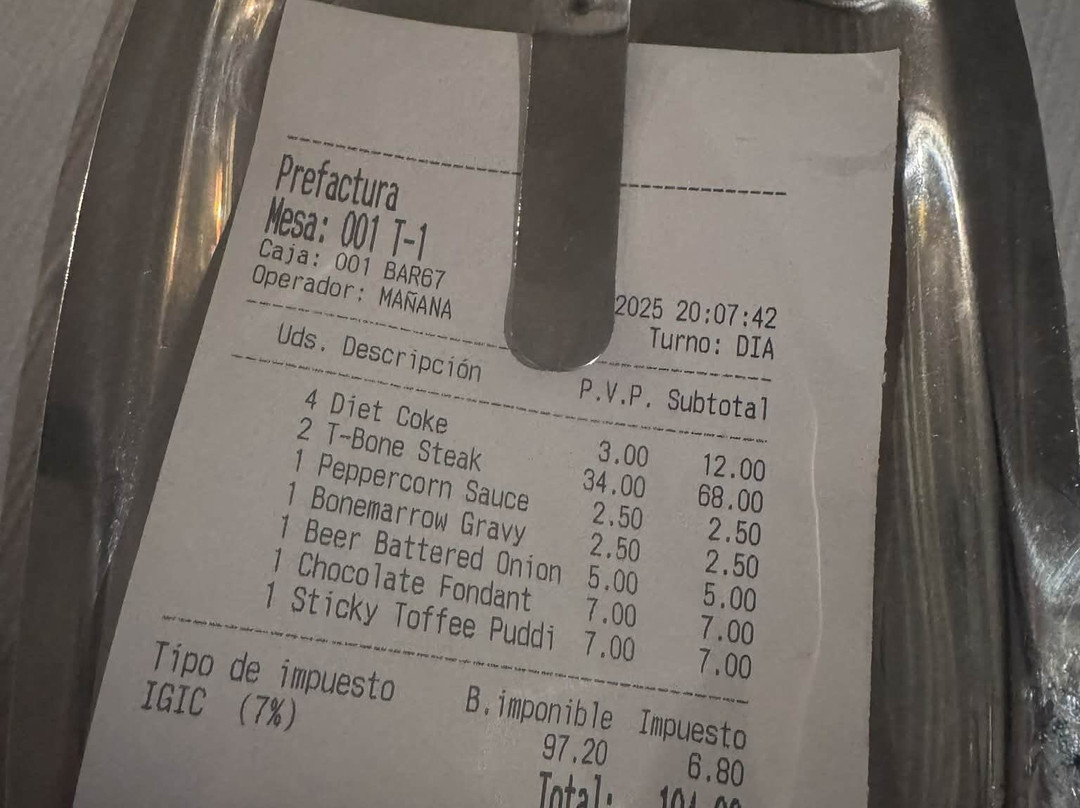 Prefactura
Mesa: 001 T-1
Caja: 001 BAR67
Operador: MAÑANA
2025 20:07:42
Turno: DIA
Uds. Descripción P.V.P. Subtotal
4 Diet Coke 3.00 12.00
2 T-Bone Steak 34.00 68.00
1 Peppercorn Sauce 2.50 2.50
1 Bonemarrow Gravy 2.50 2.50
1 Beer Battered Onion 5.00 5.00
1 Chocolate Fondant 7.00 7.00
1 Sticky Toffee Puddi 7.00 7.00
Tipo de impuesto B.imponible Impuesto
IGIC (7%) 97.20 6.80
Total: 104.00